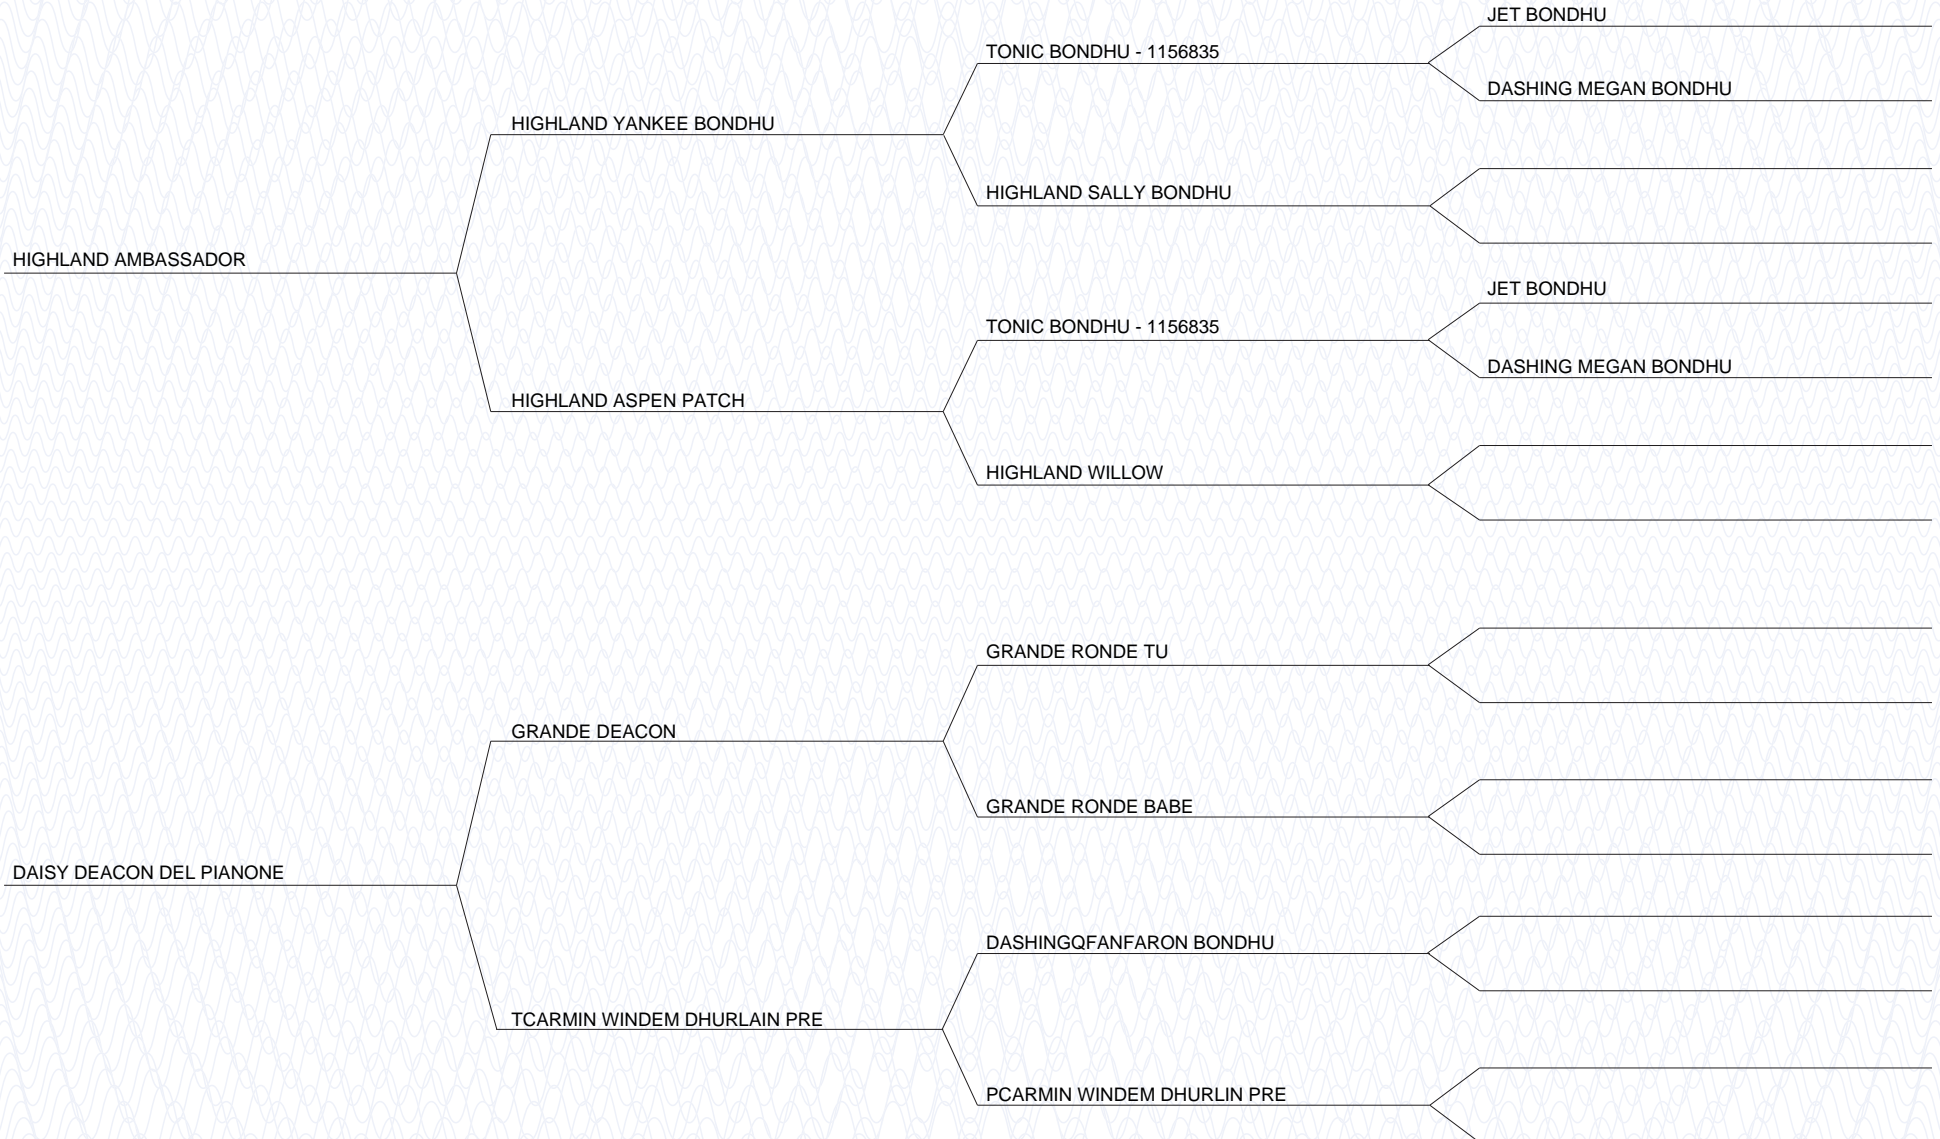 JET BONDHU
TONIC BONDHU - 1156835
DASHING MEGAN BONDHU
HIGHLAND YANKEE BONDHU
HIGHLAND SALLY BONDHU
HIGHLAND AMBASSADOR
JET BONDHU
TONIC BONDHU - 1156835
DASHING MEGAN BONDHU
HIGHLAND ASPEN PATCH
HIGHLAND WILLOW
GRANDE RONDE TU
GRANDE DEACON
GRANDE RONDE BABE
DAISY DEACON DEL PIANONE
DASHINGQFANFARON BONDHU
TCARMIN WINDEM DHURLAIN PRE
PCARMIN WINDEM DHURLIN PRE